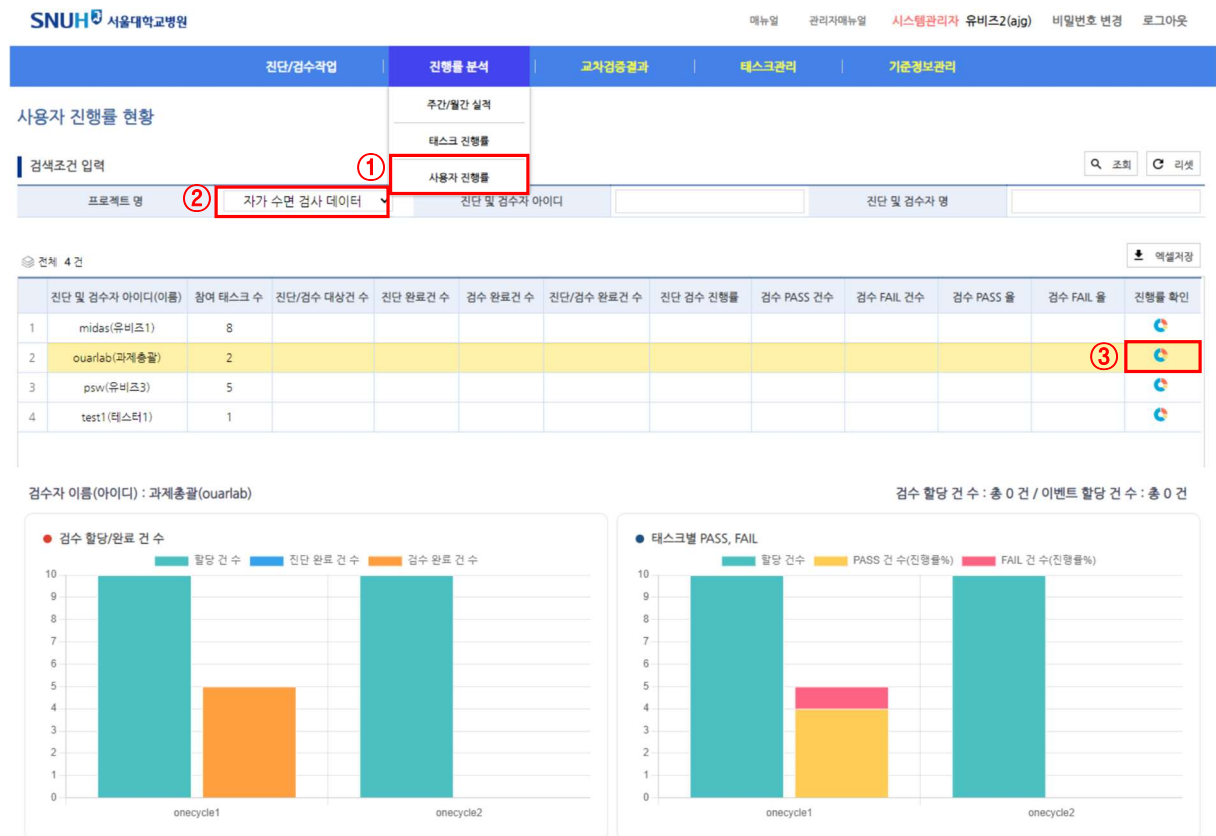 SNUH 서울대학교병원
매뉴얼 관리자매뉴얼 시스템관리자 유비즈2(ajg) 비밀번호 변경 로그아웃
진단/검수작업 진행률 분석 교차검증결과 태스크관리 기준정보관리
주간/월간 실적
태스크 진행률
사용자 진행률
사용자 진행률 현황
검색조건 입력
①
조회 리셋
프로젝트 명 ② 자가 수면 검사 데이터 진단 및 검수자 아이디 진단 및 검수자 명
전체 4 건
엑셀저장
진단 및 검수자 아이디(이름) 참여 태스크 수 진단/검수 대상건 수 진단 완료건 수 검수 완료건 수 진단/검수 완료건 수 진단 검수 진행률 검수 PASS 건수 검수 FAIL 건수 검수 PASS 율 검수 FAIL 율 진행률 확인
1 midas(유비즈1) 8
2 ouarlab(과제총괄) 2 ③
3 psw(유비즈3) 5
4 test1(테스터1) 1
검수자 이름(아이디) : 과제총괄(ouarlab)
검수 할당 건 수 : 총 0 건 / 이벤트 할당 건 수 : 총 0 건
검수 할당/완료 건 수
할당 건 수 진단 완료 건 수 검수 완료 건 수
10
9
8
7
6
5
4
3
2
1
0
onecycle1 onecycle2
태스크별 PASS, FAIL
할당 건수 PASS 건 수(진행률%) FAIL 건 수(진행률%)
10
9
8
7
6
5
4
3
2
1
0
onecycle1 onecycle2